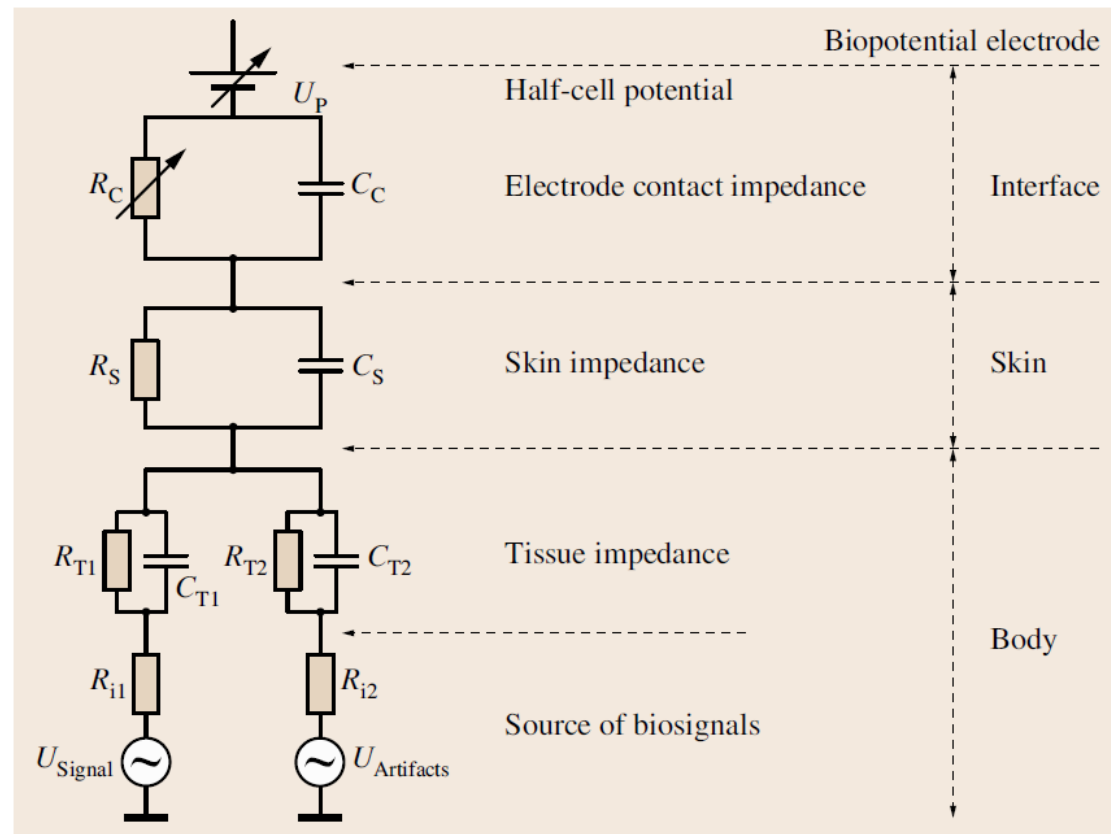 Biopotential electrode
Half-cell potential
U_P
R_C
C_C
Electrode contact impedance
Interface
R_S
C_S
Skin impedance
Skin
R_T1
C_T1
R_T2
C_T2
Tissue impedance
Body
R_i1
R_i2
Source of biosignals
U_Signal
U_Artifacts